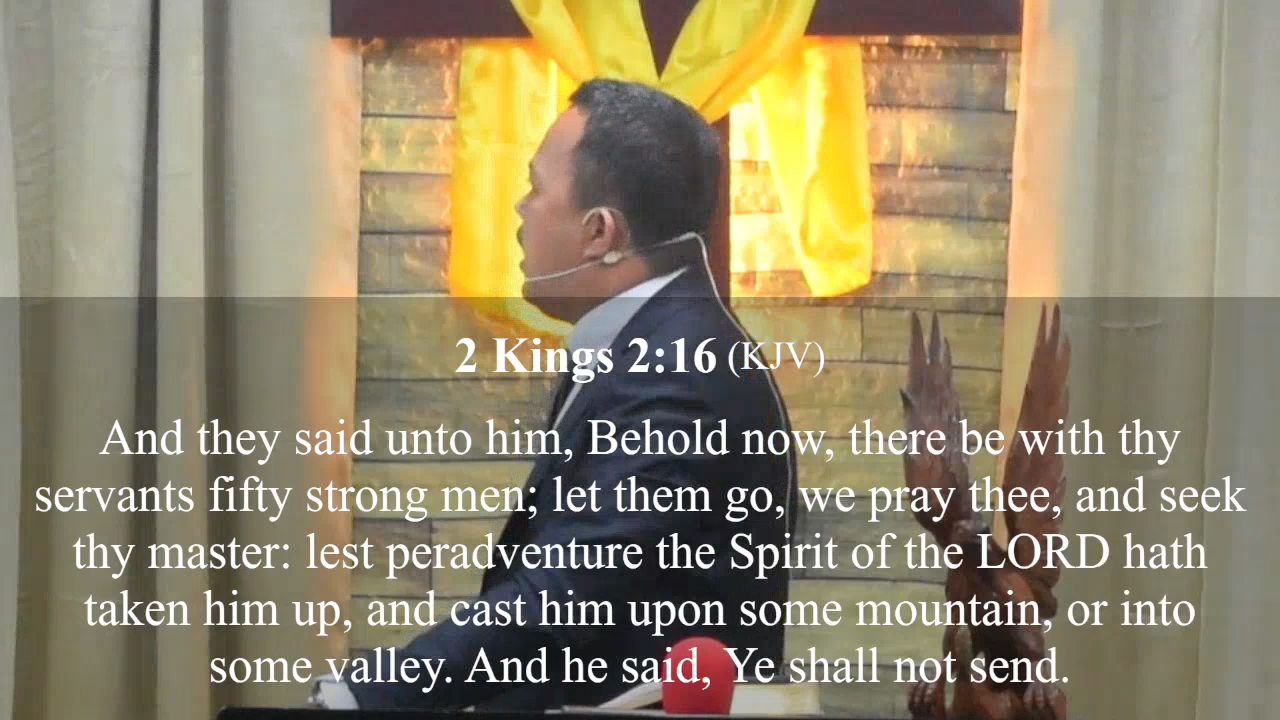 2 Kings 2:16 (KJV)
And they said unto him, Behold now, there be with thy
servants fifty strong men; let them go, we pray thee, and seek
thy master: lest peradventure the Spirit of the LORD hath
taken him up, and cast him upon some mountain, or into
some valley. And he said, Ye shall not send.